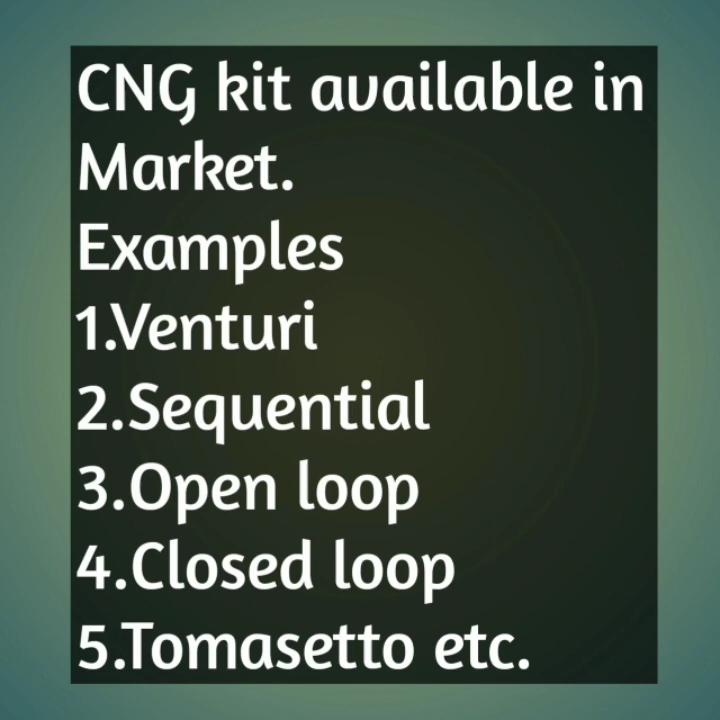 CNG kit available in
Market.
Examples
1.Venturi
2.Sequential
3.Open loop
4.Closed loop
5.Tomasetto etc.